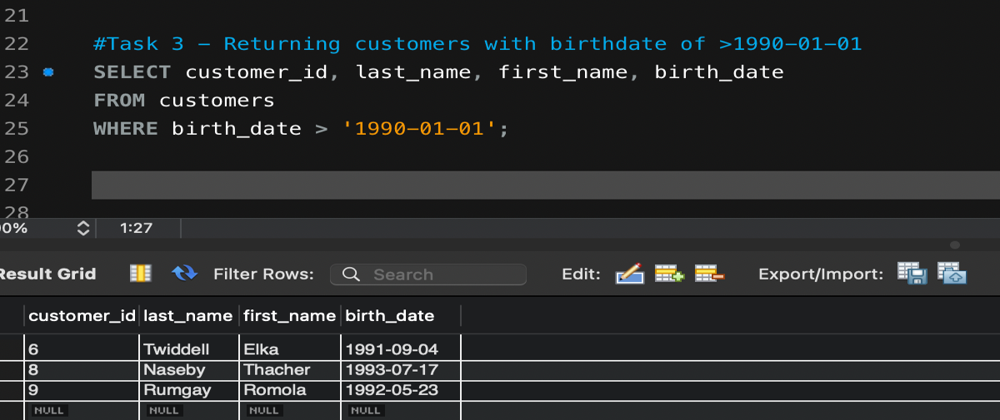 21
22 #Task 3 – Returning customers with birthdate of >1990-01-01
23 SELECT customer_id, last_name, first_name, birth_date
24 FROM customers
25 WHERE birth_date > '1990-01-01';
26
27
28
00% 1:27
Result Grid Filter Rows: Search Edit: Export/Import:
customer_id last_name first_name birth_date
6 Twiddell Elka 1991-09-04
8 Naseby Thacher 1993-07-17
9 Rumgay Romola 1992-05-23
NULL NULL NULL NULL